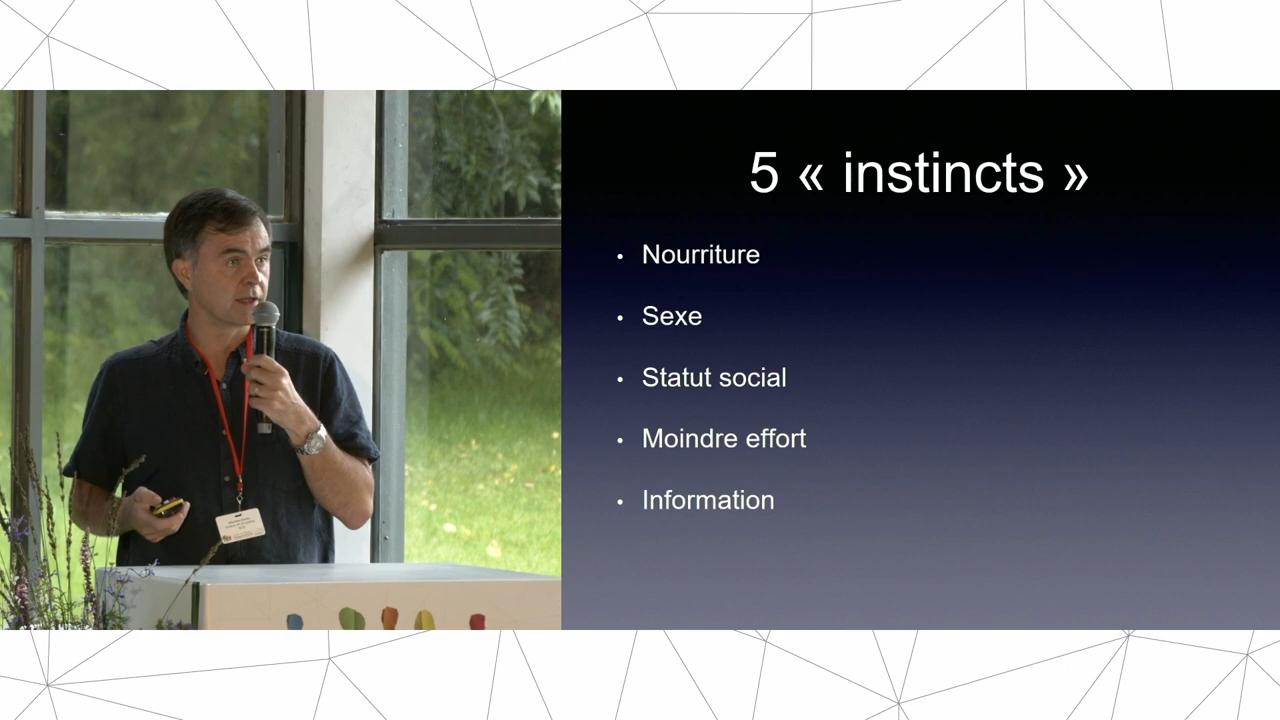 5 « instincts »
• Nourriture
• Sexe
• Statut social
• Moindre effort
• Information